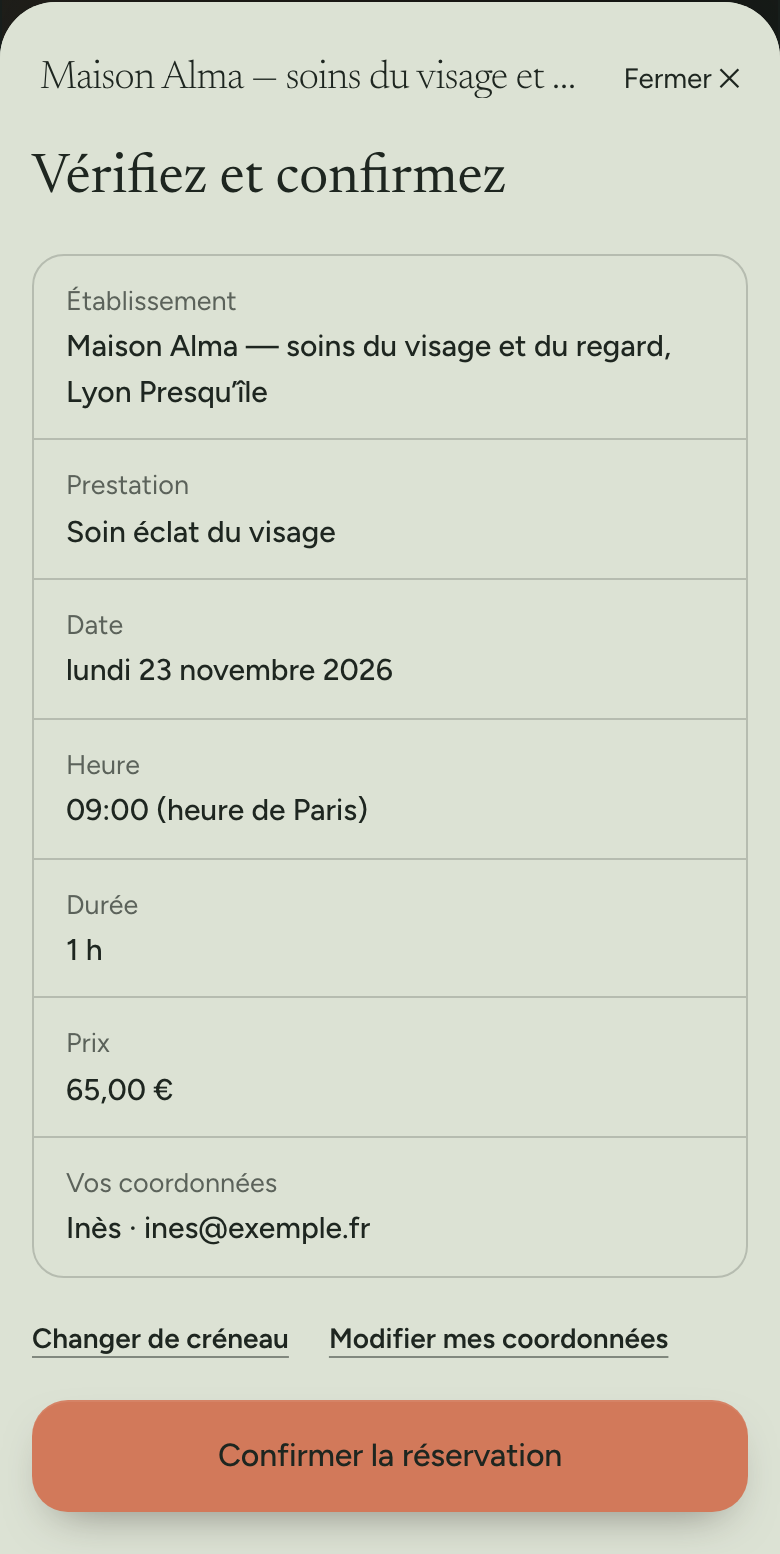 Maison Alma – soins du visage et ...
Fermer
Vérifiez et confirmez
Établissement
Maison Alma — soins du visage et du regard,
Lyon Presqu’île
Prestation
Soin éclat du visage
Date
lundi 23 novembre 2026
Heure
09:00 (heure de Paris)
Durée
1 h
Prix
65,00 €
Vos coordonnées
Inès · ines@exemple.fr
Changer de créneau
Modifier mes coordonnées
Confirmer la réservation